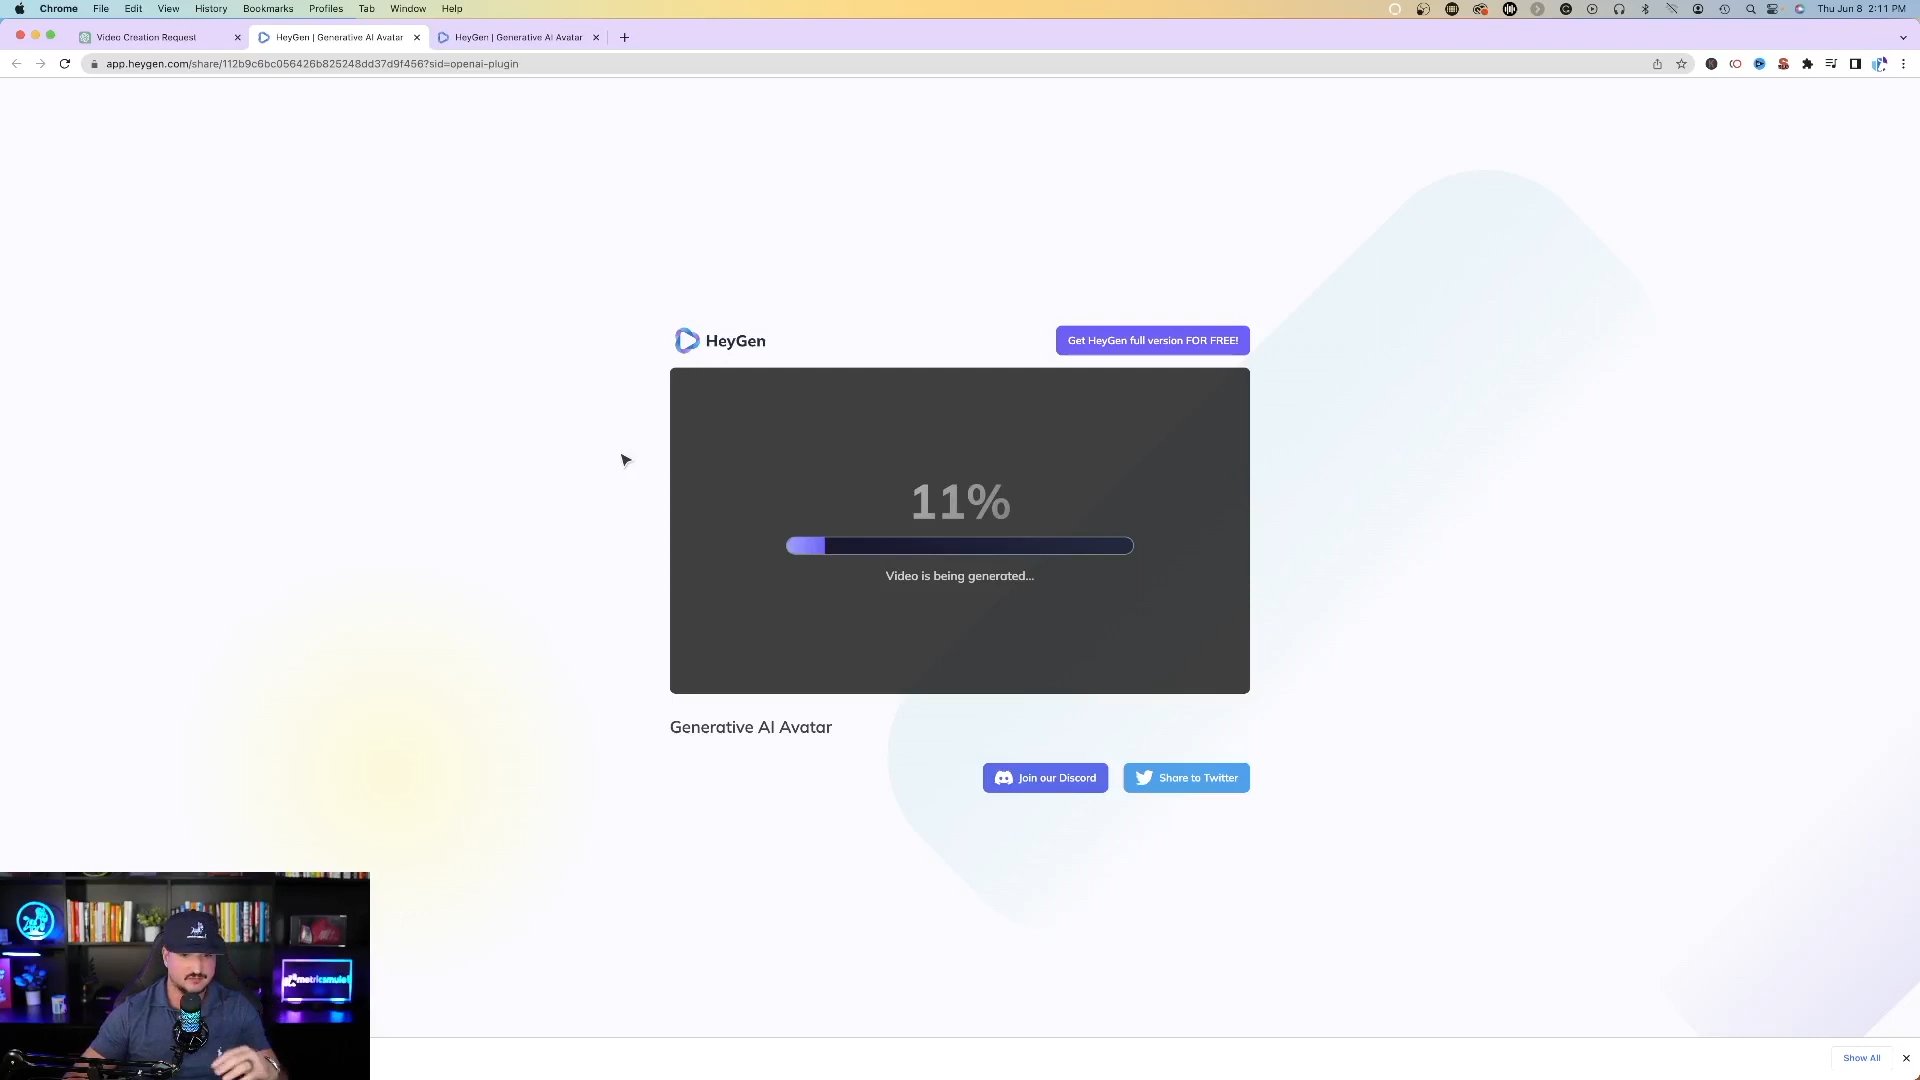 Chrome File Edit View History Bookmarks Profiles Tab Window Help Thu Jun 8 2:11 PM
Video Creation Request HeyGen | Generative AI Avatar HeyGen | Generative AI Avatar
app.heygen.com/share/112b9c6bc056426b825248dd37d9f456?sid=openai-plugin
HeyGen
Get HeyGen full version FOR FREE!
11%
Video is being generated...
Generative AI Avatar
Join our Discord
Share to Twitter
metricsmule
Show All